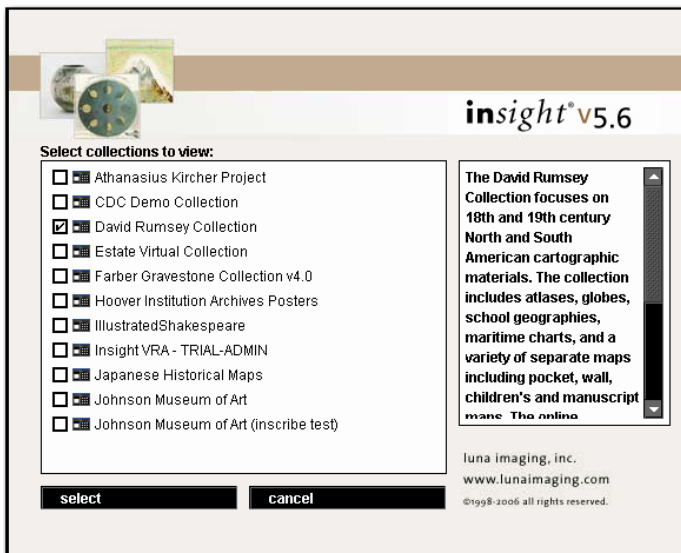 insight® v5.6
Select collections to view:
Athanasius Kircher Project
CDC Demo Collection
David Rumsey Collection
Estate Virtual Collection
Farber Gravestone Collection v4.0
Hoover Institution Archives Posters
IllustratedShakespeare
Insight VRA - TRIAL-ADMIN
Japanese Historical Maps
Johnson Museum of Art
Johnson Museum of Art (inscribe test)
The David Rumsey
Collection focuses on
18th and 19th century
North and South
American cartographic
materials. The collection
includes atlases, globes,
school geographies,
maritime charts, and a
variety of separate maps
including pocket, wall,
children's and manuscript
maps. The online
select
cancel
luna imaging, inc.
www.lunaimaging.com
©1998-2006 all rights reserved.